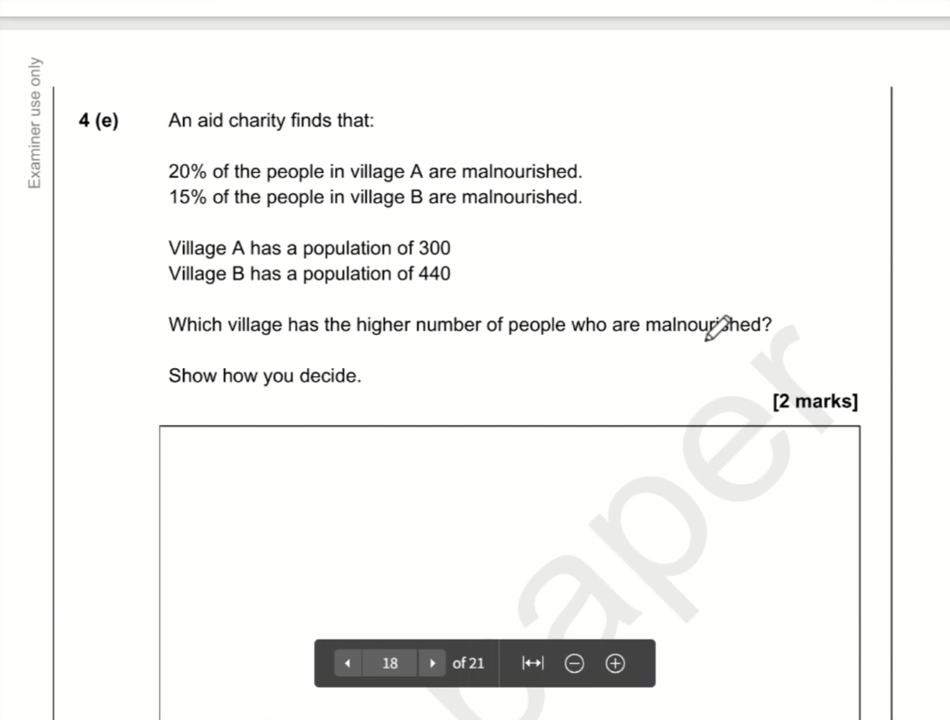 Examiner use only
4 (e) An aid charity finds that:
20% of the people in village A are malnourished.
15% of the people in village B are malnourished.
Village A has a population of 300
Village B has a population of 440
Which village has the higher number of people who are malnourished?
Show how you decide.
[2 marks]
aper
18 of 21